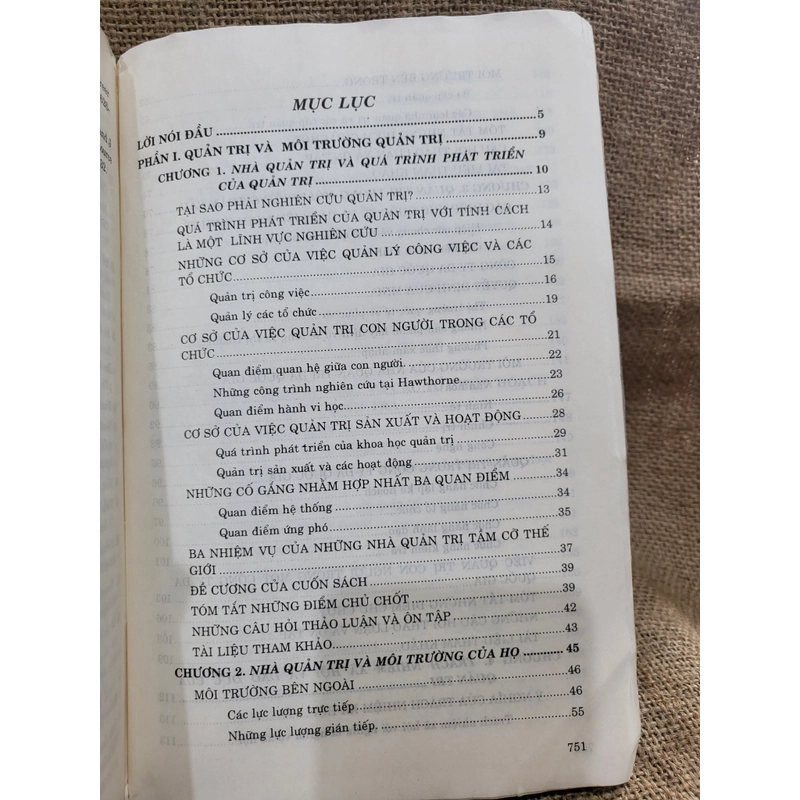 MỤC LỤC
LỜI NÓI ĐẦU ........ 5
PHẦN I. QUẢN TRỊ VÀ MÔI TRƯỜNG QUẢN TRỊ ........ 9
CHƯƠNG 1. NHÀ QUẢN TRỊ VÀ QUÁ TRÌNH PHÁT TRIỂN
CỦA QUẢN TRỊ ........ 10
TẠI SAO PHẢI NGHIÊN CỨU QUẢN TRỊ? ........ 13
QUÁ TRÌNH PHÁT TRIỂN CỦA QUẢN TRỊ VỚI TÍNH CÁCH
LÀ MỘT LĨNH VỰC NGHIÊN CỨU ........ 14
NHỮNG CƠ SỞ CỦA VIỆC QUẢN LÝ CÔNG VIỆC VÀ CÁC
TỔ CHỨC ........ 15
Quản trị công việc ........ 16
Quản lý các tổ chức ........ 19
CƠ SỞ CỦA VIỆC QUẢN TRỊ CON NGƯỜI TRONG CÁC TỔ
CHỨC ........ 21
Quan điểm quan hệ giữa con người. ........ 22
Những công trình nghiên cứu tại Hawthorne. ........ 23
Quan điểm hành vi học ........ 26
CƠ SỞ CỦA VIỆC QUẢN TRỊ SẢN XUẤT VÀ HOẠT ĐỘNG ........ 28
Quá trình phát triển của khoa học quản trị ........ 29
Quản trị sản xuất và các hoạt động ........ 31
NHỮNG CỐ GẮNG NHẰM HỢP NHẤT BA QUAN ĐIỂM ........ 34
Quan điểm hệ thống ........ 34
Quan điểm ứng phó ........ 35
BA NHIỆM VỤ CỦA NHỮNG NHÀ QUẢN TRỊ TẦM CỠ THẾ
GIỚI ........ 37
ĐỀ CƯƠNG CỦA CUỐN SÁCH ........ 39
TÓM TẮT NHỮNG ĐIỂM CHỦ CHỐT ........ 39
NHỮNG CÂU HỎI THẢO LUẬN VÀ ÔN TẬP ........ 42
TÀI LIỆU THAM KHẢO ........ 43
CHƯƠNG 2. NHÀ QUẢN TRỊ VÀ MÔI TRƯỜNG CỦA HỌ ........ 45
MÔI TRƯỜNG BÊN NGOÀI ........ 46
Các lực lượng trực tiếp ........ 46
Những lực lượng gián tiếp. ........ 55
751